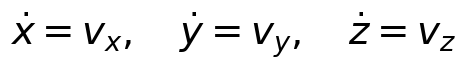 ẋ = vₓ, ẏ = v_y, ż = v_z